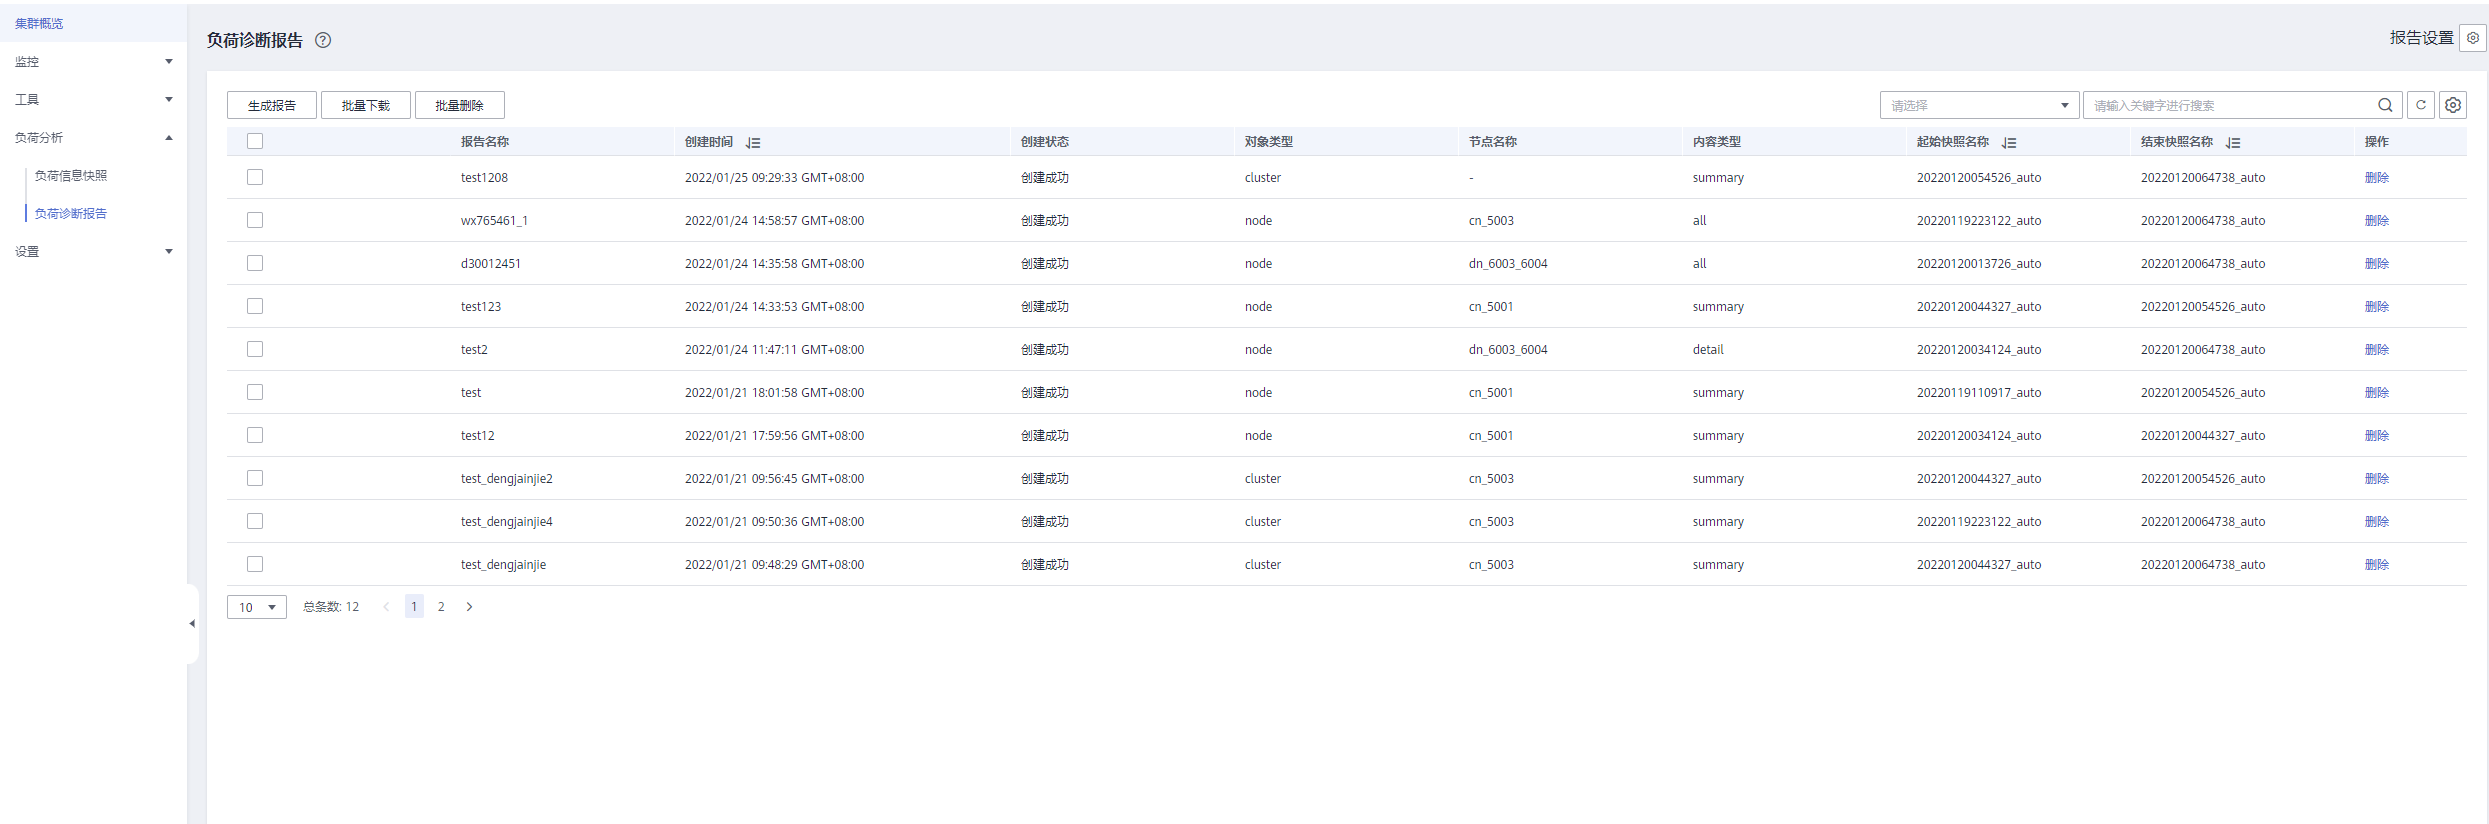 集群概览
监控
工具
负荷分析
负荷信息快照
负荷诊断报告
设置
负荷诊断报告 ?
报告设置
生成报告 批量下载 批量删除 请选择 请输入关键字进行搜索
报告名称 创建时间 创建状态 对象类型 节点名称 内容类型 起始快照名称 结束快照名称 操作
test1208 2022/01/25 09:29:33 GMT+08:00 创建成功 cluster - summary 20220120054526_auto 20220120064738_auto 删除
wx765461_1 2022/01/24 14:58:57 GMT+08:00 创建成功 node cn_5003 all 20220119223122_auto 20220120064738_auto 删除
d30012451 2022/01/24 14:35:58 GMT+08:00 创建成功 node dn_6003_6004 all 20220120013726_auto 20220120064738_auto 删除
test123 2022/01/24 14:33:53 GMT+08:00 创建成功 node cn_5001 summary 20220120044327_auto 20220120054526_auto 删除
test2 2022/01/24 11:47:11 GMT+08:00 创建成功 node dn_6003_6004 detail 20220120034124_auto 20220120064738_auto 删除
test 2022/01/21 18:01:58 GMT+08:00 创建成功 node cn_5001 summary 20220119110917_auto 20220120054526_auto 删除
test12 2022/01/21 17:59:56 GMT+08:00 创建成功 node cn_5001 summary 20220120034124_auto 20220120044327_auto 删除
test_dengjainjie2 2022/01/21 09:56:45 GMT+08:00 创建成功 cluster cn_5003 summary 20220120044327_auto 20220120054526_auto 删除
test_dengjainjie4 2022/01/21 09:50:36 GMT+08:00 创建成功 cluster cn_5003 summary 20220119223122_auto 20220120064738_auto 删除
test_dengjainjie 2022/01/21 09:48:29 GMT+08:00 创建成功 cluster cn_5003 summary 20220120044327_auto 20220120064738_auto 删除
10 总条数: 12 < 1 2 >